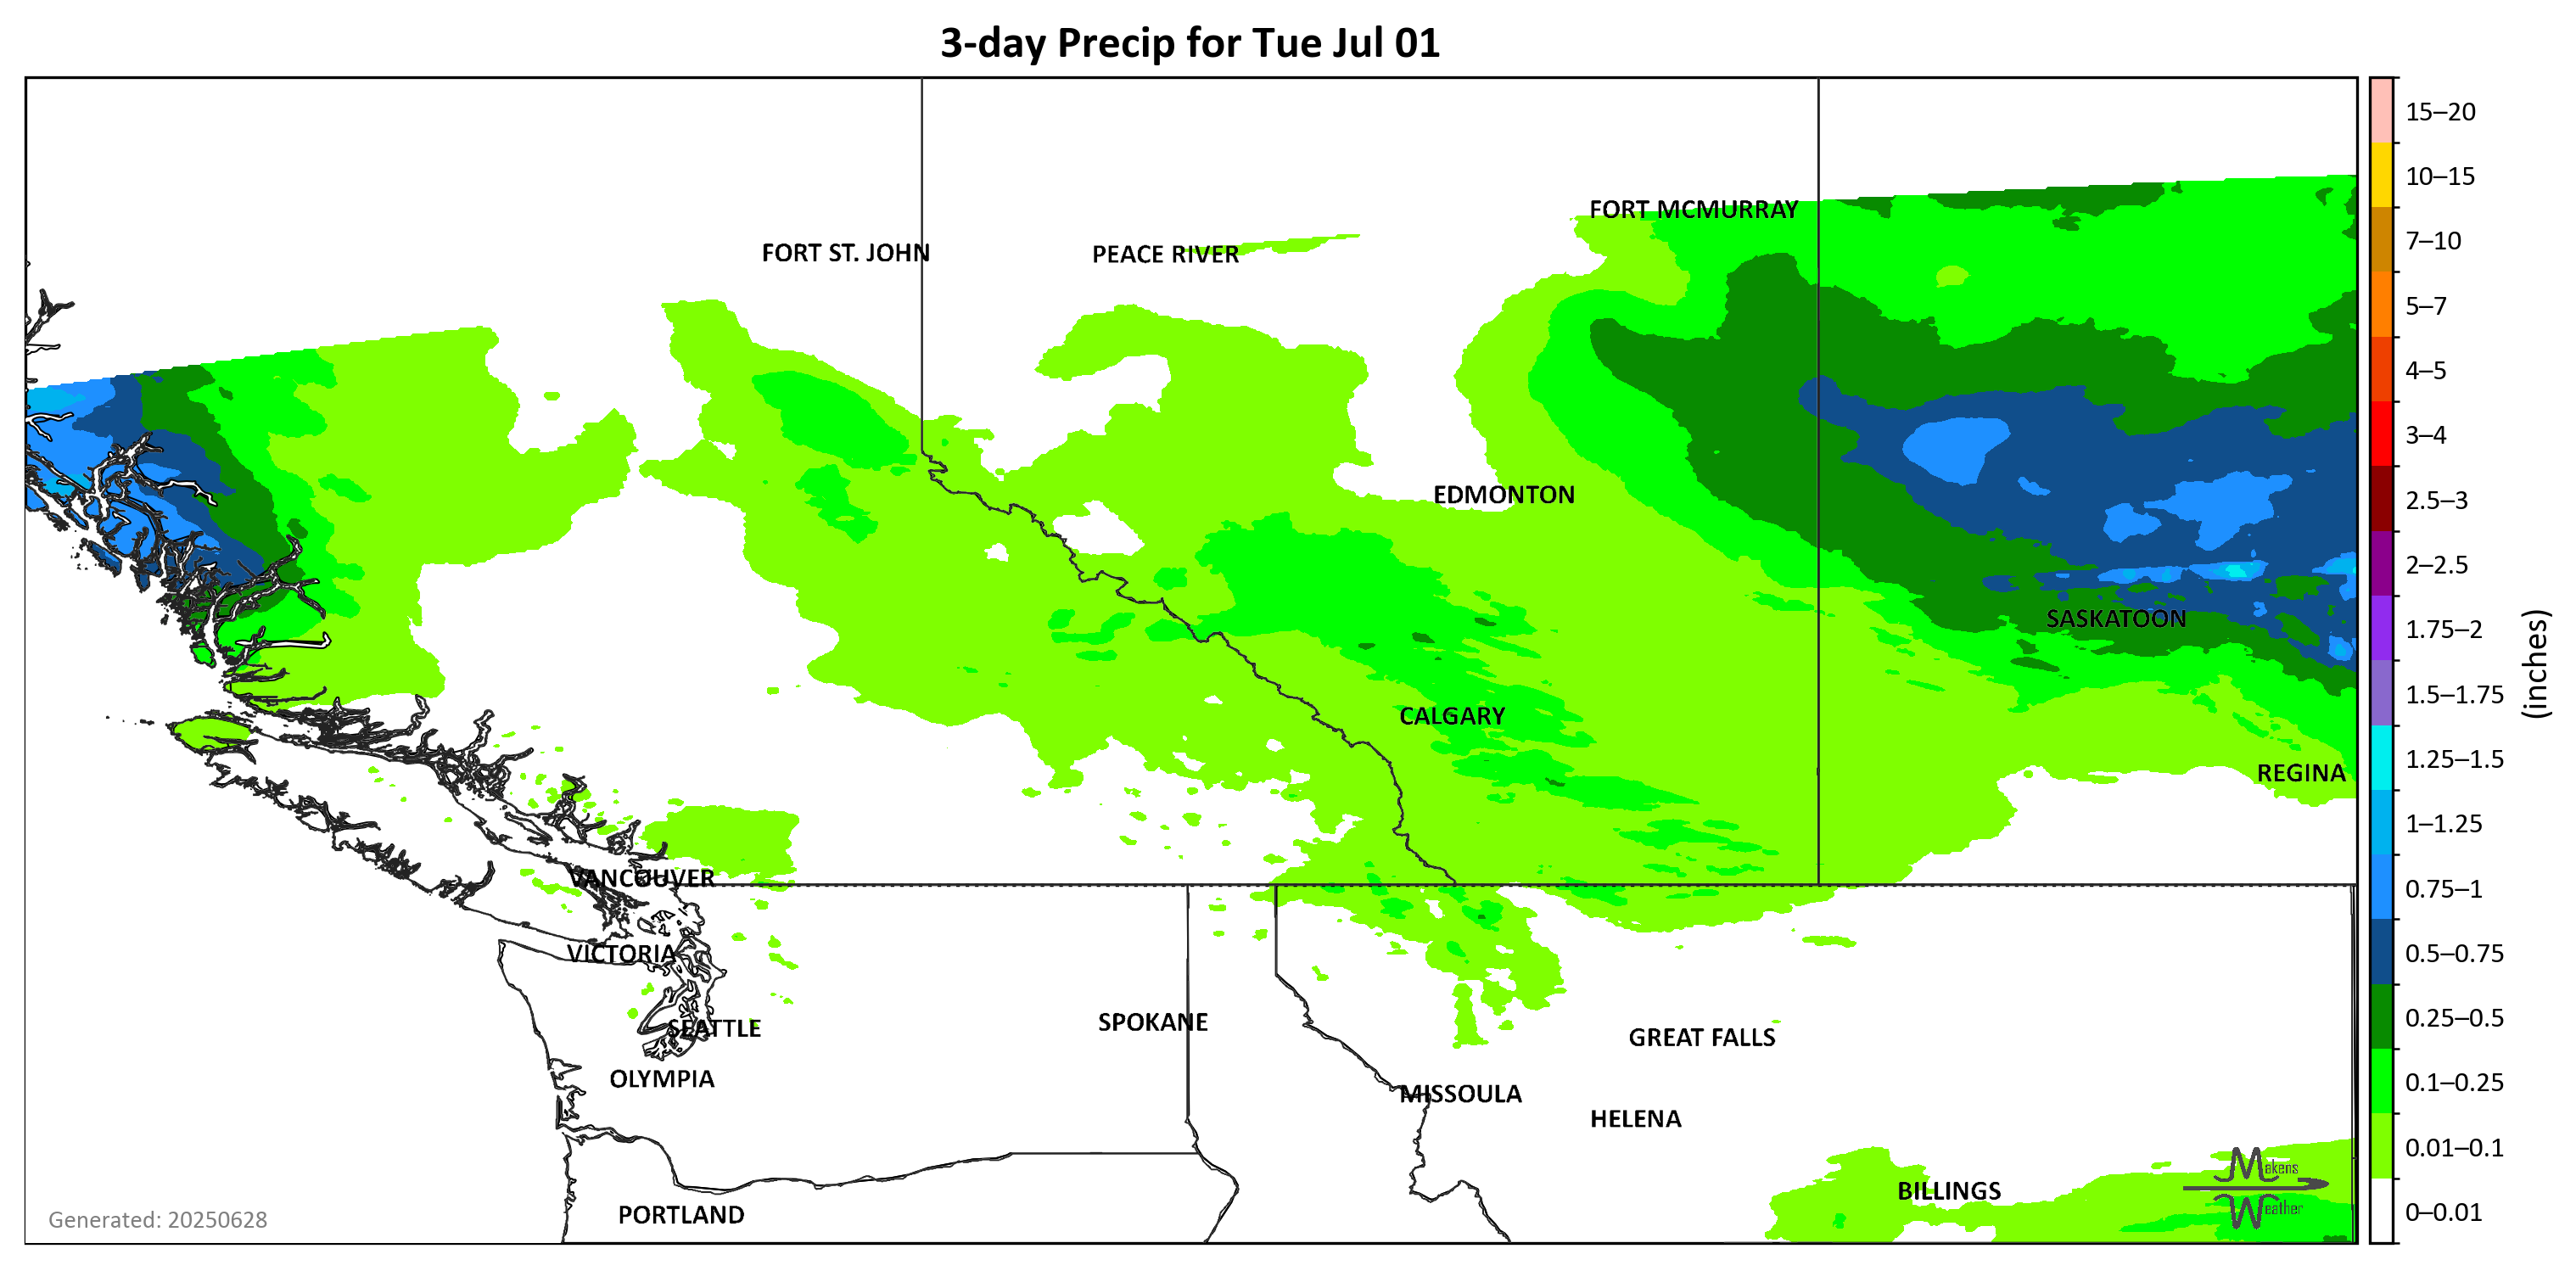 3-day Precip for Tue Jul 01
FORT MCMURRAY
FORT ST. JOHN
PEACE RIVER
EDMONTON
SASKATOON
CALGARY
REGINA
VANCOUVER
VICTORIA
SEATTLE
SPOKANE
GREAT FALLS
OLYMPIA
MISSOULA
HELENA
BILLINGS
PORTLAND
Makens
Weather
Generated: 20250628
15–20
10–15
7–10
5–7
4–5
3–4
2.5–3
2–2.5
1.75–2
1.5–1.75
1.25–1.5
1–1.25
0.75–1
0.5–0.75
0.25–0.5
0.1–0.25
0.01–0.1
0–0.01
(inches)